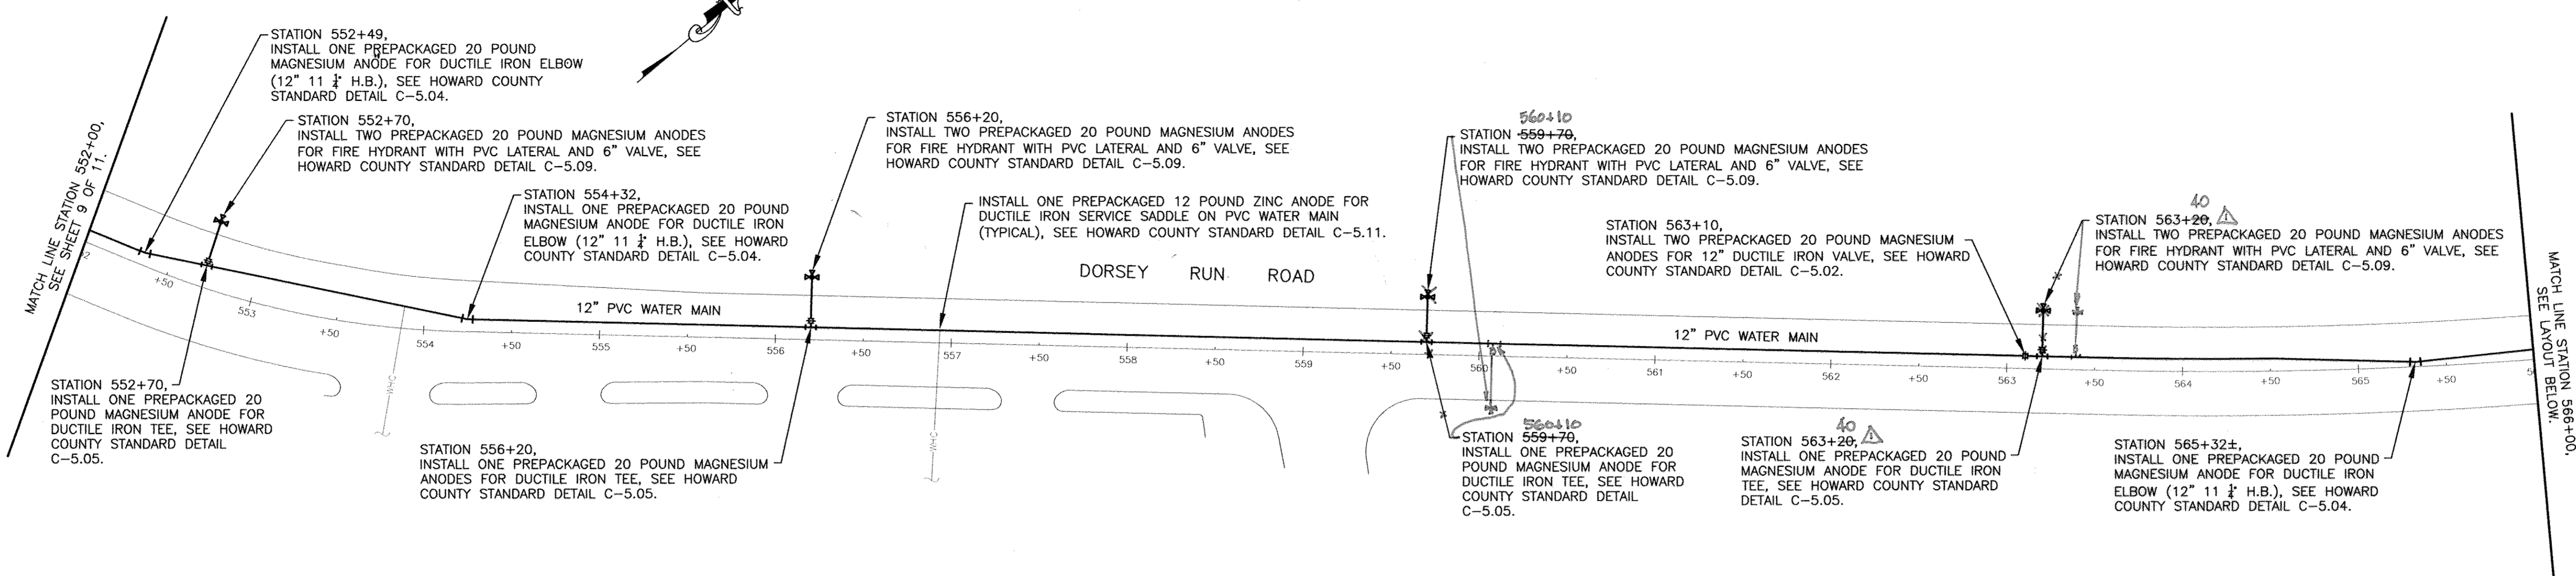 MATCH LINE STATION 552+00,
SEE SHEET 9 OF 11.
STATION 552+49,
INSTALL ONE PREPACKAGED 20 POUND
MAGNESIUM ANODE FOR DUCTILE IRON ELBOW
(12" 11 ¼° H.B.), SEE HOWARD COUNTY
STANDARD DETAIL C-5.04.
STATION 552+70,
INSTALL TWO PREPACKAGED 20 POUND MAGNESIUM ANODES
FOR FIRE HYDRANT WITH PVC LATERAL AND 6" VALVE, SEE
HOWARD COUNTY STANDARD DETAIL C-5.09.
STATION 554+32,
INSTALL ONE PREPACKAGED 20 POUND
MAGNESIUM ANODE FOR DUCTILE IRON
ELBOW (12" 11 ¼° H.B.), SEE HOWARD
COUNTY STANDARD DETAIL C-5.04.
STATION 556+20,
INSTALL TWO PREPACKAGED 20 POUND MAGNESIUM ANODES
FOR FIRE HYDRANT WITH PVC LATERAL AND 6" VALVE, SEE
HOWARD COUNTY STANDARD DETAIL C-5.09.
INSTALL ONE PREPACKAGED 12 POUND ZINC ANODE FOR
DUCTILE IRON SERVICE SADDLE ON PVC WATER MAIN
(TYPICAL), SEE HOWARD COUNTY STANDARD DETAIL C-5.11.
560+10
STATION 559+70,
INSTALL TWO PREPACKAGED 20 POUND MAGNESIUM ANODES
FOR FIRE HYDRANT WITH PVC LATERAL AND 6" VALVE, SEE
HOWARD COUNTY STANDARD DETAIL C-5.09.
STATION 563+10,
INSTALL TWO PREPACKAGED 20 POUND MAGNESIUM
ANODES FOR 12" DUCTILE IRON VALVE, SEE HOWARD
COUNTY STANDARD DETAIL C-5.02.
40
STATION 563+20, 1
INSTALL TWO PREPACKAGED 20 POUND MAGNESIUM ANODES
FOR FIRE HYDRANT WITH PVC LATERAL AND 6" VALVE, SEE
HOWARD COUNTY STANDARD DETAIL C-5.09.
MATCH LINE STATION 566+00,
SEE LAYOUT BELOW.
DORSEY RUN ROAD
12" PVC WATER MAIN
12" PVC WATER MAIN
+50 553 +50 554 +50 555 +50 556 +50 557 +50 558 +50 559 +50 560 +50 561 +50 562 +50 563 +50 564 +50 565 +50
WHC
WHC
STATION 552+70,
INSTALL ONE PREPACKAGED 20
POUND MAGNESIUM ANODE FOR
DUCTILE IRON TEE, SEE HOWARD
COUNTY STANDARD DETAIL
C-5.05.
STATION 556+20,
INSTALL ONE PREPACKAGED 20 POUND MAGNESIUM
ANODES FOR DUCTILE IRON TEE, SEE HOWARD
COUNTY STANDARD DETAIL C-5.05.
560+10
STATION 559+70,
INSTALL ONE PREPACKAGED 20
POUND MAGNESIUM ANODE FOR
DUCTILE IRON TEE, SEE HOWARD
COUNTY STANDARD DETAIL
C-5.05.
40
STATION 563+20, 1
INSTALL ONE PREPACKAGED 20 POUND
MAGNESIUM ANODE FOR DUCTILE IRON
TEE, SEE HOWARD COUNTY STANDARD
DETAIL C-5.05.
STATION 565+32±,
INSTALL ONE PREPACKAGED 20 POUND
MAGNESIUM ANODE FOR DUCTILE IRON
ELBOW (12" 11 ¼° H.B.), SEE HOWARD
COUNTY STANDARD DETAIL C-5.04.